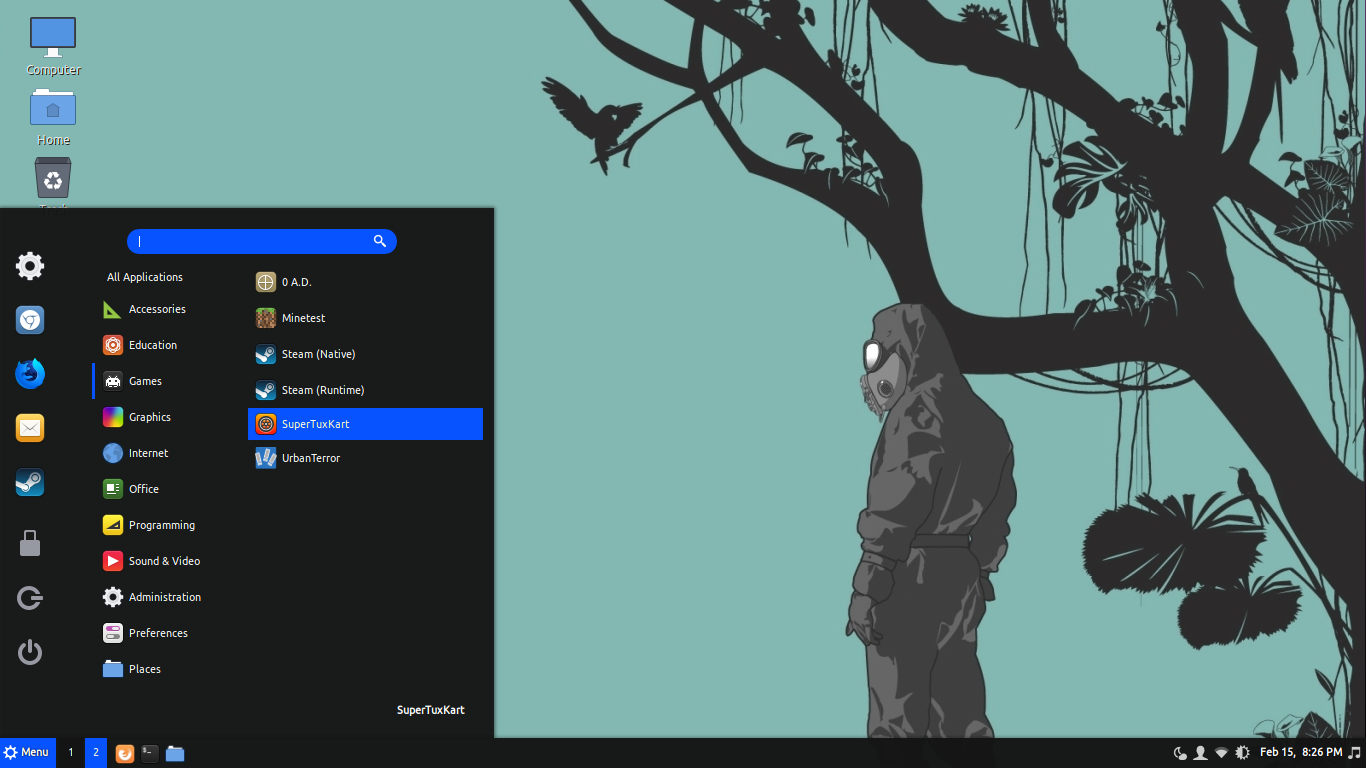 Computer
Home
All Applications
Accessories
Education
Games
Graphics
Internet
Office
Programming
Sound & Video
Administration
Preferences
Places
0 A.D.
Minetest
Steam (Native)
Steam (Runtime)
SuperTuxKart
UrbanTerror
SuperTuxKart
Menu
1
2
Feb 15, 8:26 PM